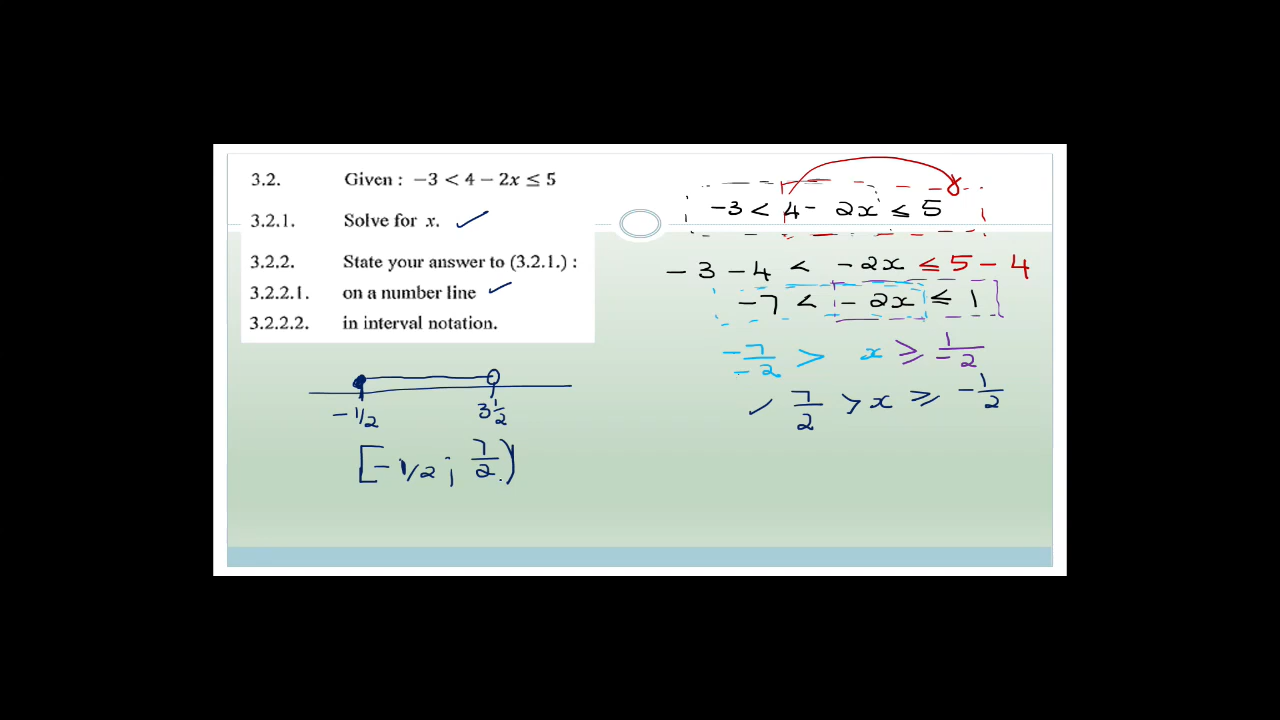 3.2. Given : −3 < 4 − 2x ≤ 5
3.2.1. Solve for x. ✓
3.2.2. State your answer to (3.2.1.) :
3.2.2.1. on a number line ✓
3.2.2.2. in interval notation.
-1/2 3 1/2
[-1/2 ; 7/2)
-3 < 4 - 2x ≤ 5
-3 - 4 < -2x ≤ 5 - 4
-7 < -2x ≤ 1
-7/-2 > x ≥ 1/-2
✓ 7/2 > x ≥ -1/2